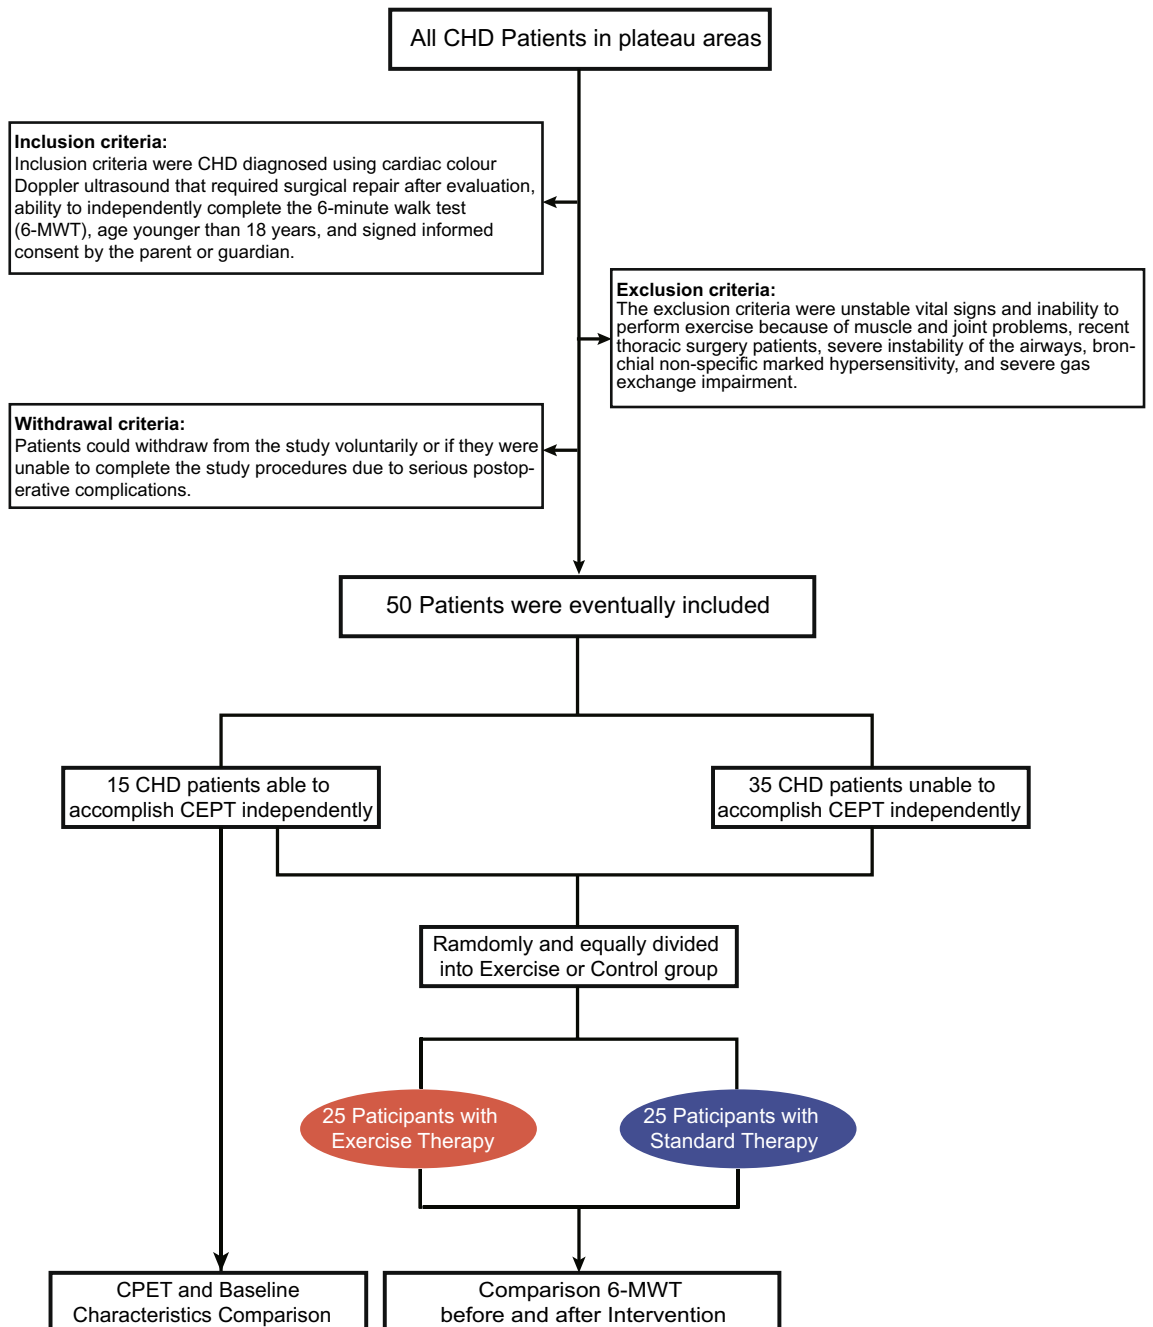 All CHD Patients in plateau areas
Inclusion criteria:
Inclusion criteria were CHD diagnosed using cardiac colour
Doppler ultrasound that required surgical repair after evaluation,
ability to independently complete the 6-minute walk test
(6-MWT), age younger than 18 years, and signed informed
consent by the parent or guardian.
Exclusion criteria:
The exclusion criteria were unstable vital signs and inability to
perform exercise because of muscle and joint problems, recent
thoracic surgery patients, severe instability of the airways, bron-
chial non-specific marked hypersensitivity, and severe gas
exchange impairment.
Withdrawal criteria:
Patients could withdraw from the study voluntarily or if they were
unable to complete the study procedures due to serious postop-
erative complications.
50 Patients were eventually included
15 CHD patients able to
accomplish CEPT independently
35 CHD patients unable to
accomplish CEPT independently
Ramdomly and equally divided
into Exercise or Control group
25 Paticipants with
Exercise Therapy
25 Paticipants with
Standard Therapy
CPET and Baseline
Characteristics Comparison
Comparison 6-MWT
before and after Intervention